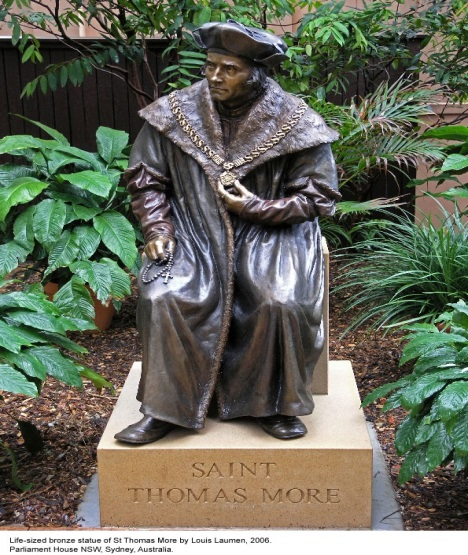 SAINT
THOMAS MORE
Life-sized bronze statue of St Thomas More by Louis Laumen, 2006.
Parliament House NSW, Sydney, Australia.